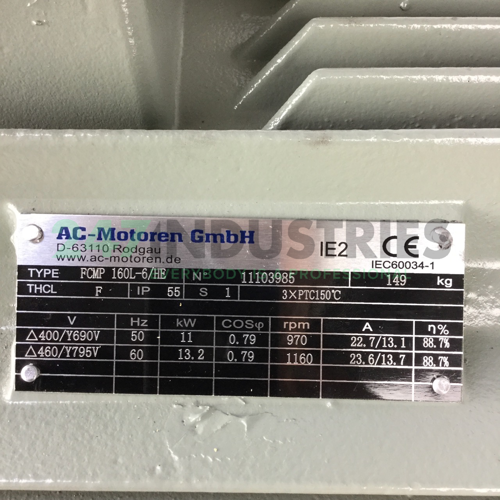 AC-Motoren GmbH
D-63110 Rodgau
www.ac-motoren.de
IE2 CE
IEC60034-1
TYPE FCMP 160L-6/HE N° 11103985 149 kg
THCL F IP 55 S 1 3×PTC150℃
V Hz kW COSφ rpm A η%
△400/Y690V 50 11 0.79 970 22.7/13.1 88.7%
△460/Y795V 60 13.2 0.79 1160 23.6/13.7 88.7%
INDUSTRIES